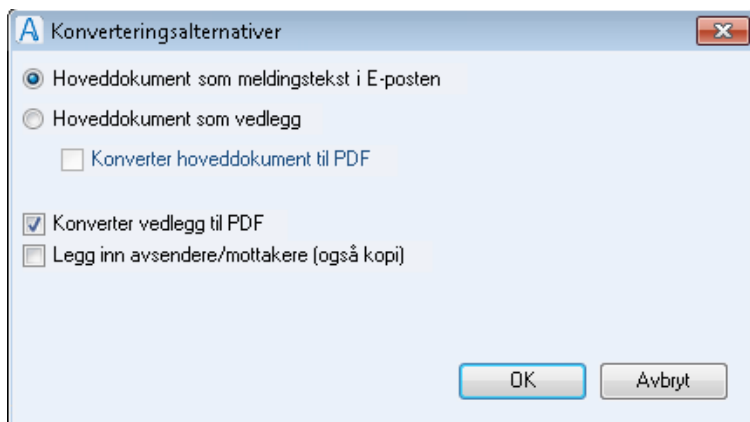 Konverteringsalternativer
Hoveddokument som meldingstekst i E-posten
Hoveddokument som vedlegg
Konverter hoveddokument til PDF
Konverter vedlegg til PDF
Legg inn avsendere/mottakere (også kopi)
OK Avbryt